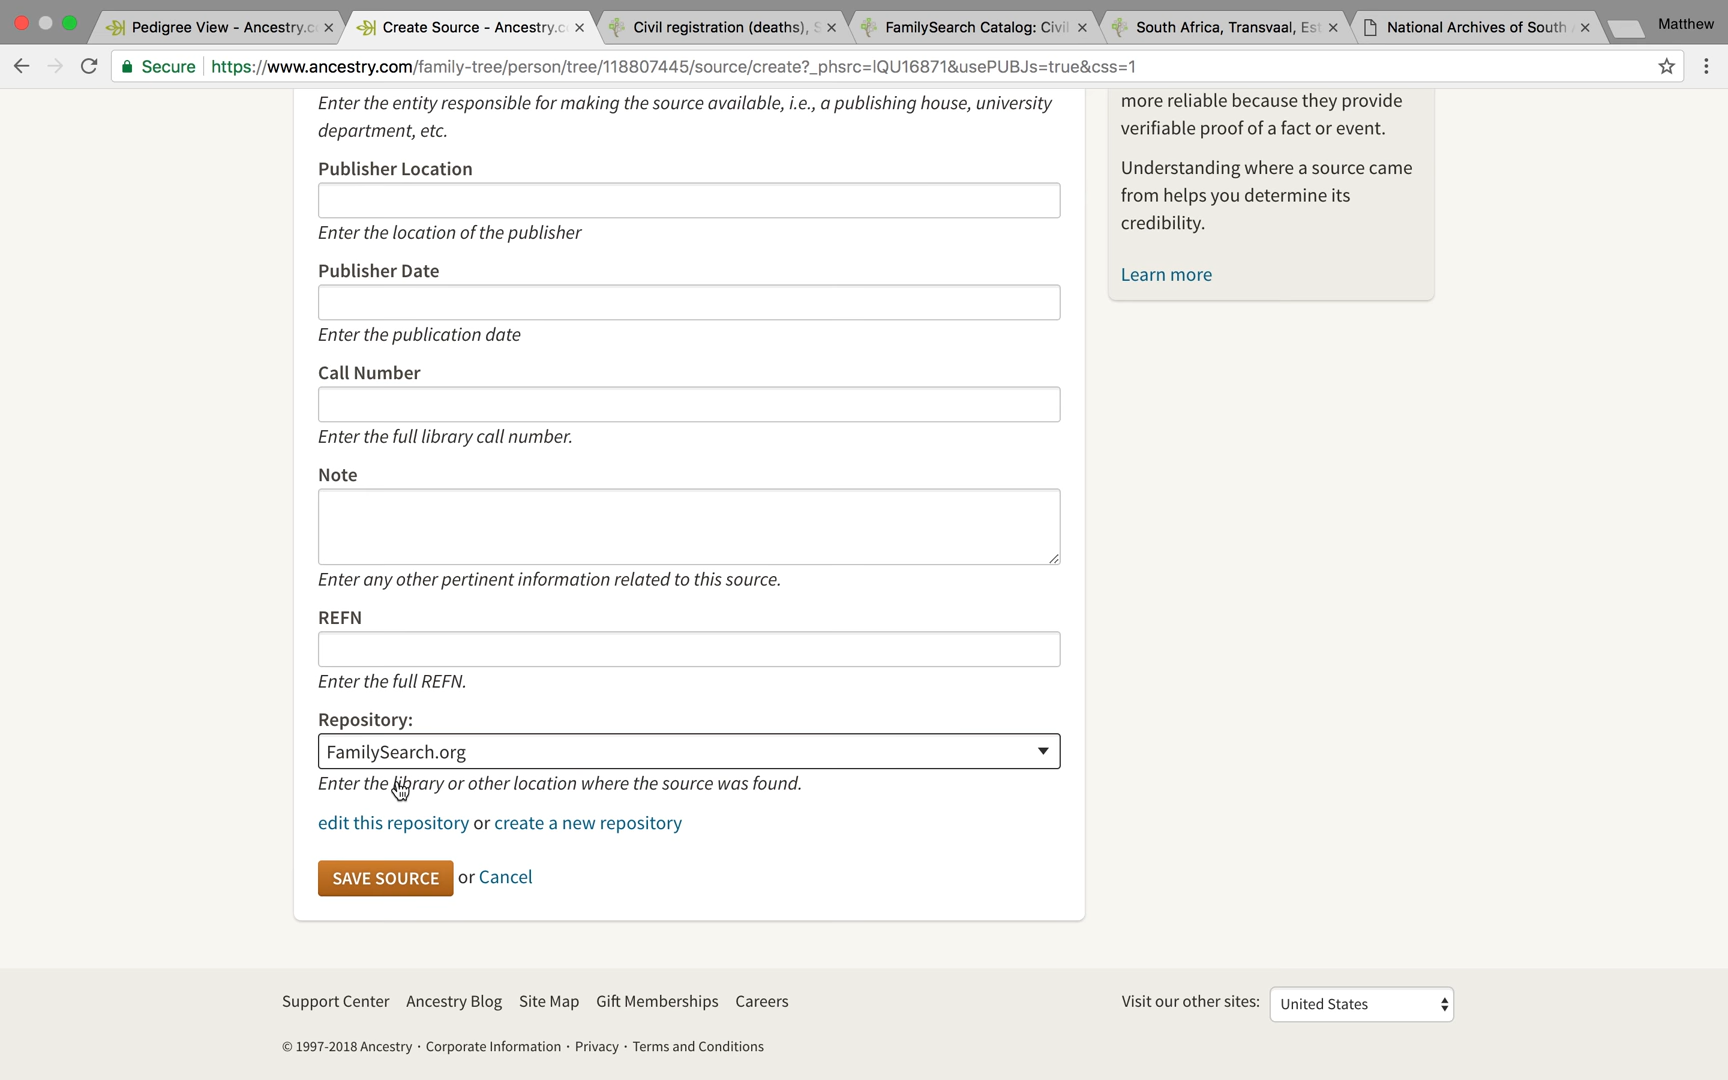 Pedigree View - Ancestry.c
Create Source - Ancestry.c
Civil registration (deaths), S
FamilySearch Catalog: Civil
South Africa, Transvaal, Est
National Archives of South A
Matthew
Secure https://www.ancestry.com/family-tree/person/tree/118807445/source/create?_phsrc=IQU16871&usePUBJs=true&css=1
Enter the entity responsible for making the source available, i.e., a publishing house, university
department, etc.
Publisher Location
Enter the location of the publisher
Publisher Date
Enter the publication date
Call Number
Enter the full library call number.
Note
Enter any other pertinent information related to this source.
REFN
Enter the full REFN.
Repository:
FamilySearch.org
Enter the library or other location where the source was found.
edit this repository or create a new repository
SAVE SOURCE or Cancel
more reliable because they provide
verifiable proof of a fact or event.
Understanding where a source came
from helps you determine its
credibility.
Learn more
Support Center Ancestry Blog Site Map Gift Memberships Careers
Visit our other sites: United States
© 1997-2018 Ancestry · Corporate Information · Privacy · Terms and Conditions